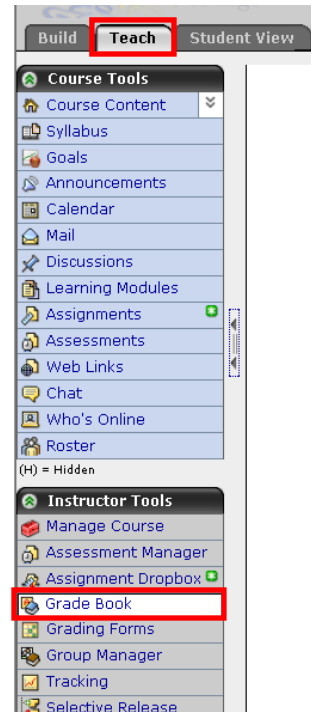 Build Teach Student View
Course Tools
Course Content
Syllabus
Goals
Announcements
Calendar
Mail
Discussions
Learning Modules
Assignments
Assessments
Web Links
Chat
Who's Online
Roster
(H) = Hidden
Instructor Tools
Manage Course
Assessment Manager
Assignment Dropbox
Grade Book
Grading Forms
Group Manager
Tracking
Selective Release